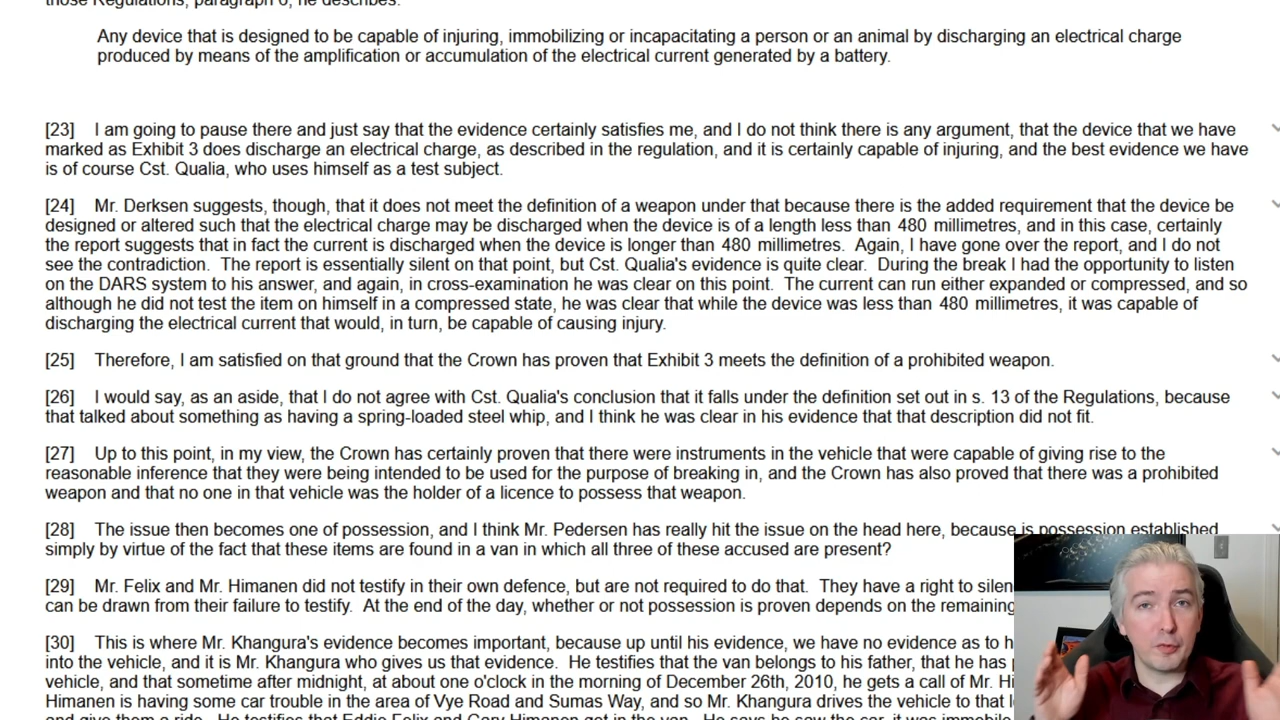 those Regulations, paragraph 6, he describes:
Any device that is designed to be capable of injuring, immobilizing or incapacitating a person or an animal by discharging an electrical charge
produced by means of the amplification or accumulation of the electrical current generated by a battery.
[23] I am going to pause there and just say that the evidence certainly satisfies me, and I do not think there is any argument, that the device that we have
marked as Exhibit 3 does discharge an electrical charge, as described in the regulation, and it is certainly capable of injuring, and the best evidence we have
is of course Cst. Qualia, who uses himself as a test subject.
[24] Mr. Derksen suggests, though, that it does not meet the definition of a weapon under that because there is the added requirement that the device be
designed or altered such that the electrical charge may be discharged when the device is of a length less than 480 millimetres, and in this case, certainly
the report suggests that in fact the current is discharged when the device is longer than 480 millimetres. Again, I have gone over the report, and I do not
see the contradiction. The report is essentially silent on that point, but Cst. Qualia's evidence is quite clear. During the break I had the opportunity to listen
on the DARS system to his answer, and again, in cross-examination he was clear on this point. The current can run either expanded or compressed, and so
although he did not test the item on himself in a compressed state, he was clear that while the device was less than 480 millimetres, it was capable of
discharging the electrical current that would, in turn, be capable of causing injury.
[25] Therefore, I am satisfied on that ground that the Crown has proven that Exhibit 3 meets the definition of a prohibited weapon.
[26] I would say, as an aside, that I do not agree with Cst. Qualia's conclusion that it falls under the definition set out in s. 13 of the Regulations, because
that talked about something as having a spring-loaded steel whip, and I think he was clear in his evidence that that description did not fit.
[27] Up to this point, in my view, the Crown has certainly proven that there were instruments in the vehicle that were capable of giving rise to the
reasonable inference that they were being intended to be used for the purpose of breaking in, and the Crown has also proved that there was a prohibited
weapon and that no one in that vehicle was the holder of a licence to possess that weapon.
[28] The issue then becomes one of possession, and I think Mr. Pedersen has really hit the issue on the head here, because is possession established
simply by virtue of the fact that these items are found in a van in which all three of these accused are present?
[29] Mr. Felix and Mr. Himanen did not testify in their own defence, but are not required to do that. They have a right to
can be drawn from their failure to testify. At the end of the day, whether or not possession is proven depends on the remaining
[30] This is where Mr. Khangura's evidence becomes important, because up until his evidence, we have no evidence as to
into the vehicle, and it is Mr. Khangura who gives us that evidence. He testifies that the van belongs to his father, that he has
vehicle, and that sometime after midnight, at about one o'clock in the morning of December 26th, 2010, he gets a call of Mr.
Himanen is having some car trouble in the area of Vye Road and Sumas Way, and so Mr. Khangura drives the vehicle to that
and give them a ride. He testifies that Eddie Felix and Gary Himanen get in the van. He says he saw the car, it was